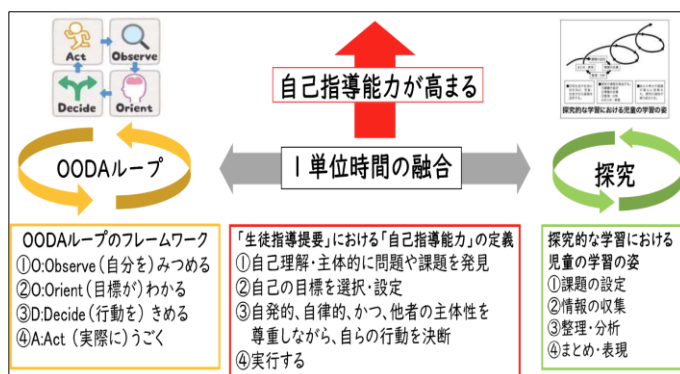 Act
Observe
Decide
Orient
自己指導能力が高まる
探究的な学習における児童の学習の姿
OODAループ
1単位時間の融合
探究
OODAループのフレームワーク
①O:Observe(自分を)みつめる
②O:Orient(目標が)わかる
③D:Decide(行動を)きめる
④A:Act (実際に)うごく
「生徒指導提要」における「自己指導能力」の定義
①自己理解・主体的に問題や課題を発見
②自己の目標を選択・設定
③自発的、自律的、かつ、他者の主体性を
尊重しながら、自らの行動を決断
④実行する
探究的な学習における
児童の学習の姿
①課題の設定
②情報の収集
③整理・分析
④まとめ・表現